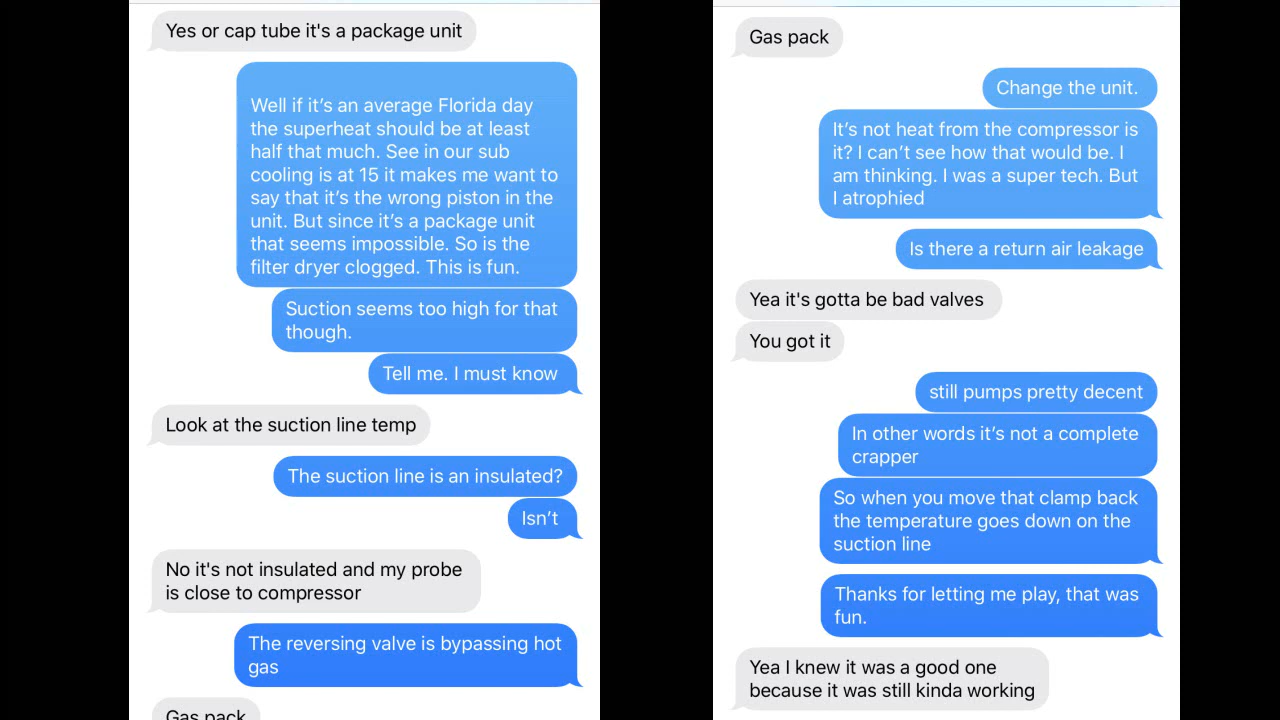 Yes or cap tube it's a package unit
Well if it's an average Florida day
the superheat should be at least
half that much. See in our sub
cooling is at 15 it makes me want to
say that it's the wrong piston in the
unit. But since it's a package unit
that seems impossible. So is the
filter dryer clogged. This is fun.
Suction seems too high for that
though.
Tell me. I must know
Look at the suction line temp
The suction line is an insulated?
Isn't
No it's not insulated and my probe
is close to compressor
The reversing valve is bypassing hot
gas
Gas pack
Gas pack
Change the unit.
It's not heat from the compressor is
it? I can't see how that would be. I
am thinking. I was a super tech. But
I atrophied
Is there a return air leakage
Yea it's gotta be bad valves
You got it
still pumps pretty decent
In other words it's not a complete
crapper
So when you move that clamp back
the temperature goes down on the
suction line
Thanks for letting me play, that was
fun.
Yea I knew it was a good one
because it was still kinda working